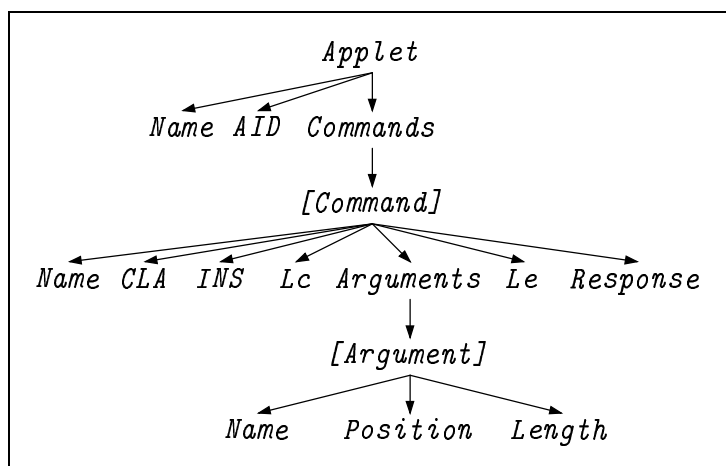 Applet
Name AID Commands
[Command]
Name CLA INS Lc Arguments Le Response
[Argument]
Name Position Length